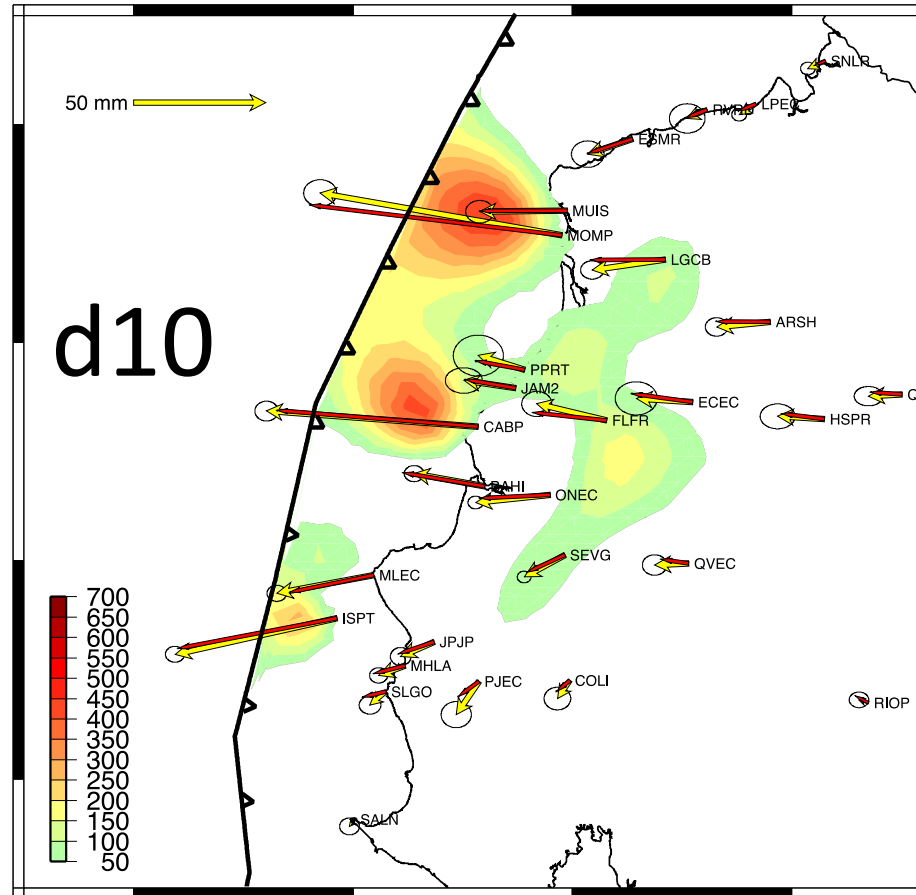 SNLR
50 mm
LPEC
RVRD
ESMR
MUIS
MOMP
LGCB
ARSH
d10
PPRT
JAM2
ECEC
Q
FLFR
HSPR
CABP
BAHI
ONEC
SEVG
QVEC
MLEC
700
650
ISPT
600
550
JPJP
500
MHLA
450
PJEC
COLI
SLGO
400
RIOP
350
300
250
200
SALN
150
100
50